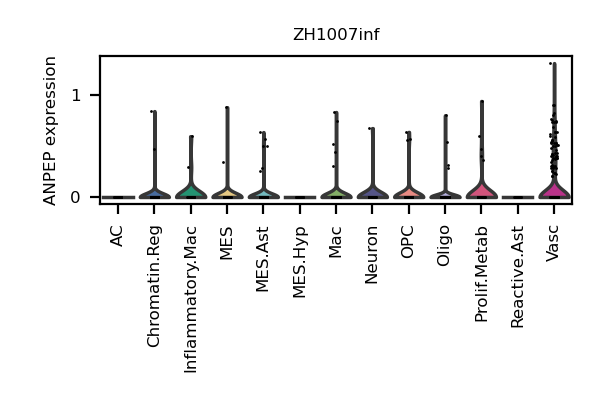 ZH1007inf
ANPEP expression
1
0
AC
Chromatin.Reg
Inflammatory.Mac
MES
MES.Ast
MES.Hyp
Mac
Neuron
OPC
Oligo
Prolif.Metab
Reactive.Ast
Vasc